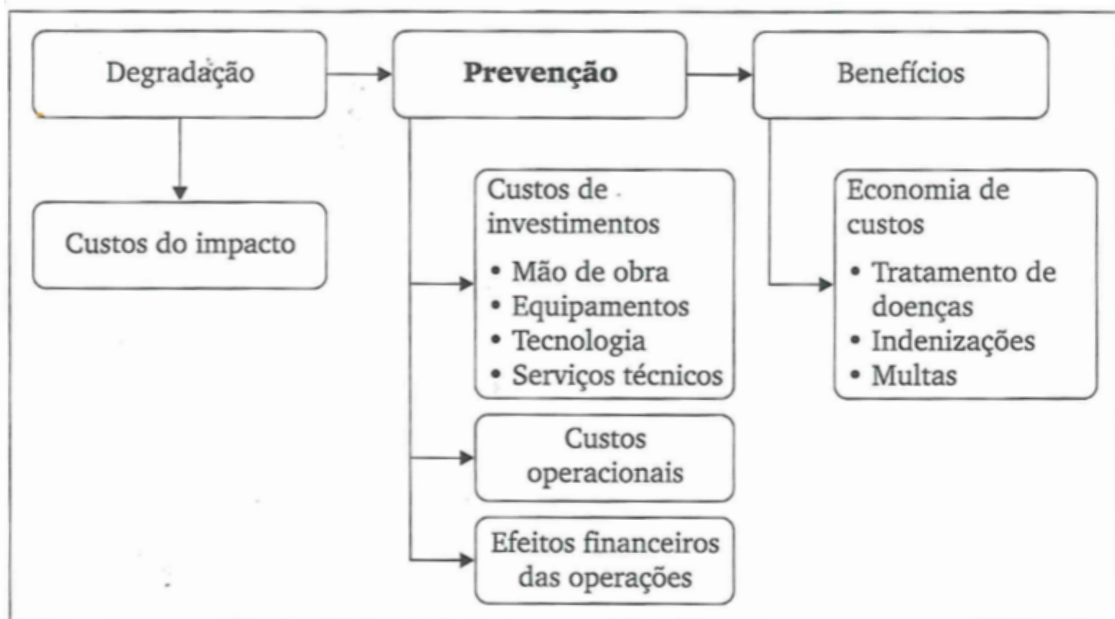 Degradação
Prevenção
Benefícios
Custos do impacto
Custos de
investimentos
• Mão de obra
• Equipamentos
• Tecnologia
• Serviços técnicos
Economia de
custos
• Tratamento de
doenças
• Indenizações
• Multas
Custos
operacionais
Efeitos financeiros
das operações